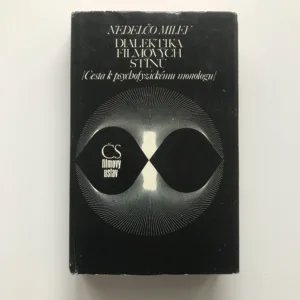 NEDELČO MILEV
DIALEKTIKA
FILMOVÝCH
STÍNŮ
(Cesta k psychofyzickému monologu)
ČS
filmový
ústav